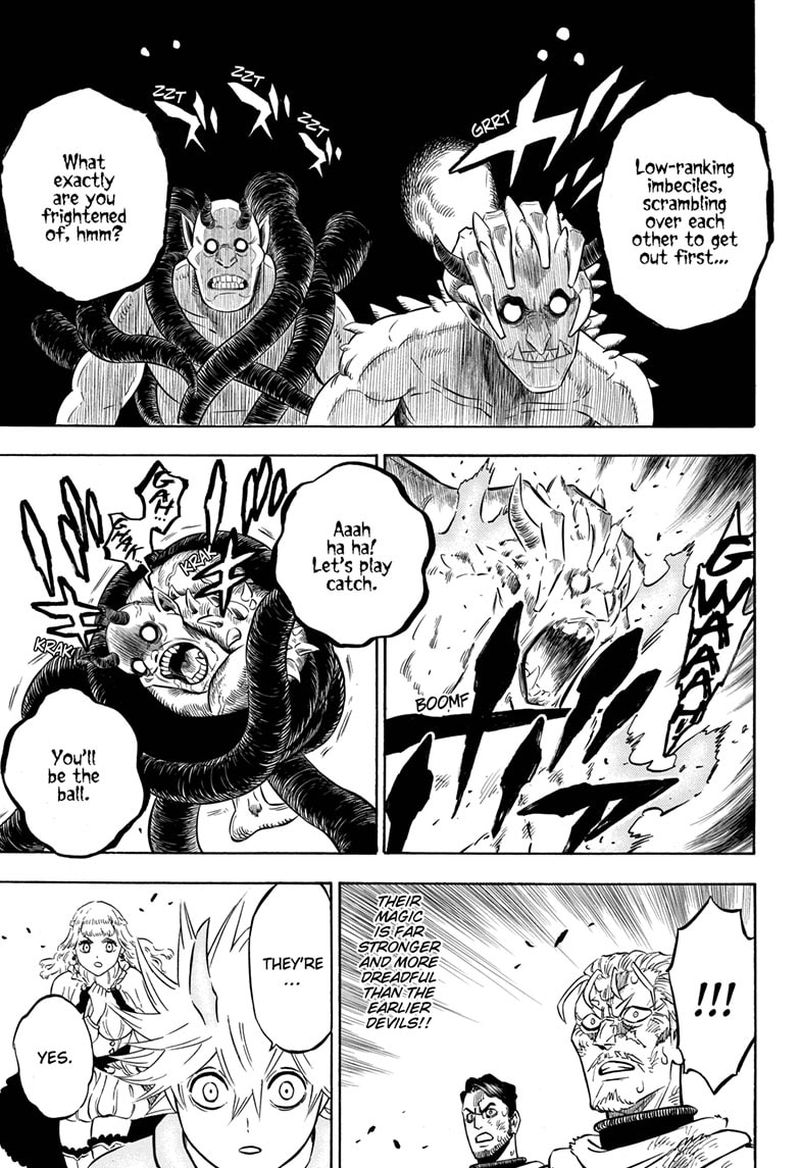 GRRT
Low-ranking
imbeciles,
scrambling
over each
other to get
out first...
ZZT
ZZT
ZZT
What
exactly
are you
frightened
of, hmm?
GWAAAH!
BOOMF
Aaah
ha ha!
Let's play
catch.
GAH...
GHAK
KRAK
KRAK
You'll
be the
ball.
!!!
THEIR
MAGIC
IS FAR
STRONGER
AND MORE
DREADFUL
THAN THE
EARLIER
DEVILS!!
THEY'RE
...
YES.